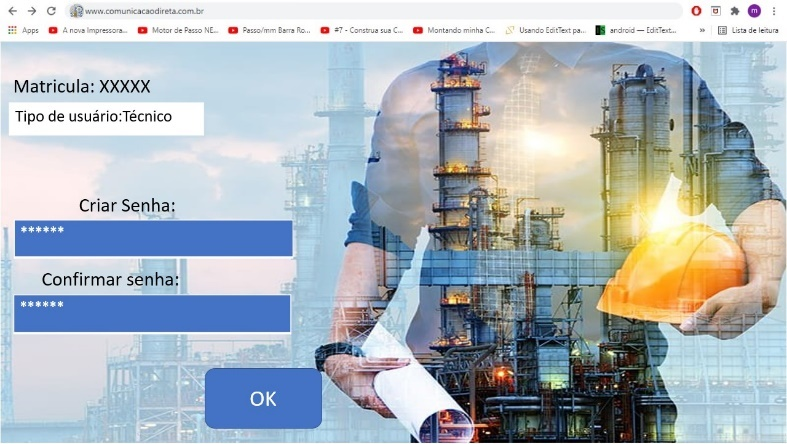 www.comunicacaodireta.com.br
m
Apps
A nova Impressora...
Motor de Passo NE...
Passo/mm Barra Ro...
#7 - Construa sua C...
Montando minha C...
Usando EditText pa...
android — EditText...
»
Lista de leitura
Matricula: XXXXX
Tipo de usuário:Técnico
Criar Senha:
******
Confirmar senha:
******
OK